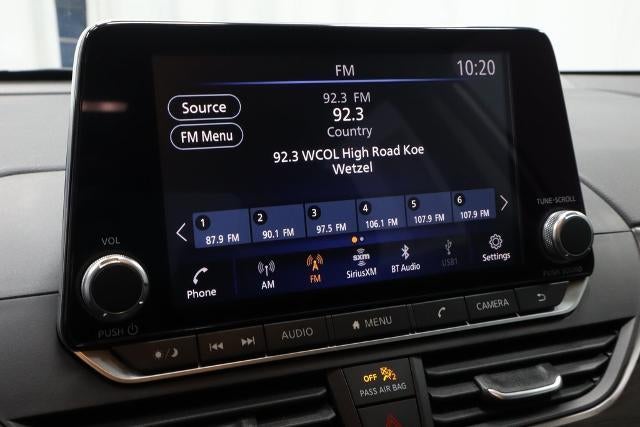 FM
10:20
Source
FM Menu
92.3 FM
92.3
Country
92.3 WCOL High Road Koe
Wetzel
1
87.9 FM
2
90.1 FM
3
97.5 FM
4
106.1 FM
5
107.9 FM
6
107.9 FM
Phone
AM
FM
sxm
SiriusXM
BT Audio
USB1
Settings
VOL
PUSH
TUNE·SCROLL
PUSH SOUND
AUDIO
MENU
CAMERA
OFF 2
PASS AIR BAG